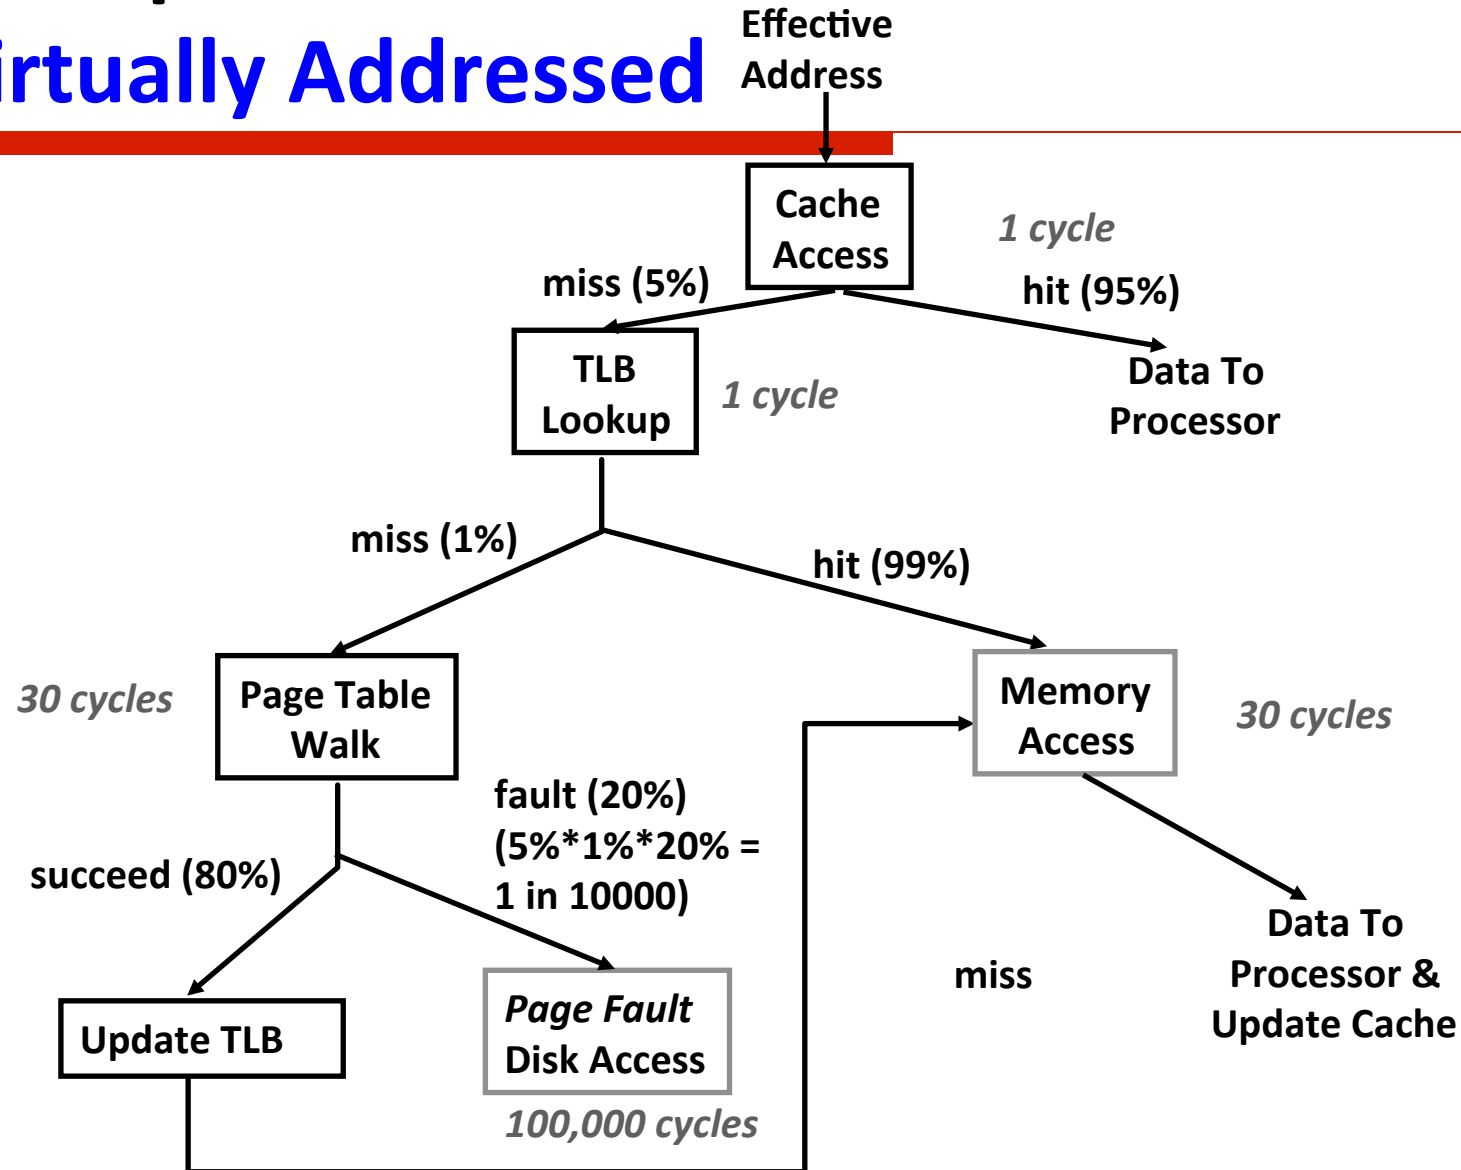 Effective
Address
irtually Addressed
Cache
Access
1 cycle
miss (5%)
hit (95%)
TLB
Lookup
1 cycle
Data To
Processor
miss (1%)
hit (99%)
30 cycles
Page Table
Walk
Memory
Access
30 cycles
fault (20%)
(5%*1%*20% =
1 in 10000)
succeed (80%)
Data To
Processor &
Update Cache
miss
Update TLB
Page Fault
Disk Access
100,000 cycles